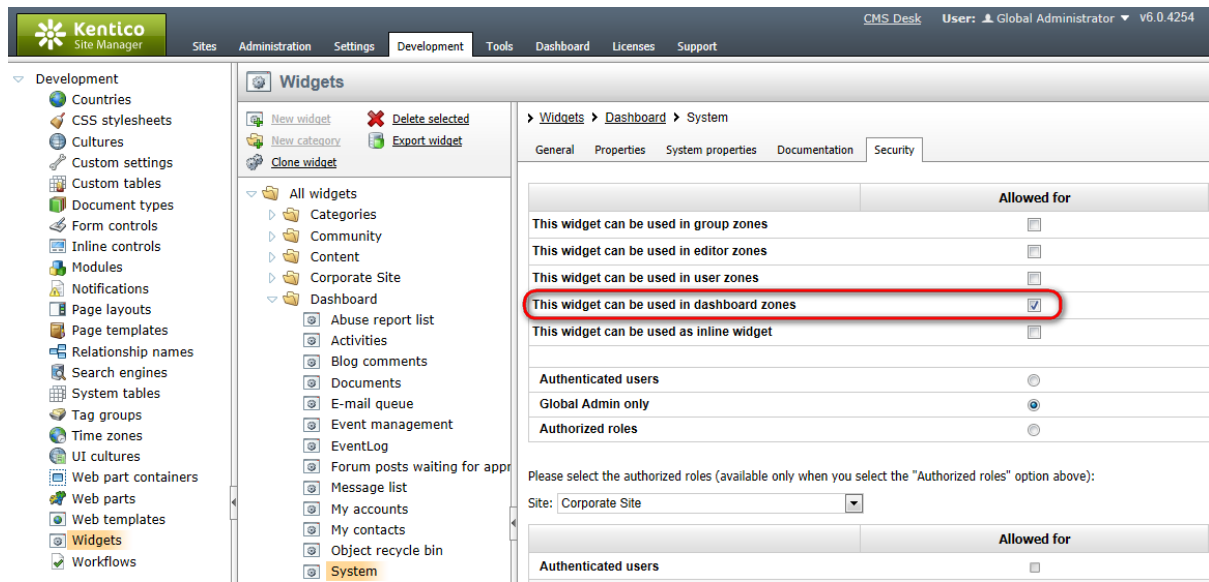 CMS Desk User: Global Administrator v6.0.4254
Kentico
Site Manager
Sites Administration Settings Development Tools Dashboard Licenses Support
Development
Countries
CSS stylesheets
Cultures
Custom settings
Custom tables
Document types
Form controls
Inline controls
Modules
Notifications
Page layouts
Page templates
Relationship names
Search engines
System tables
Tag groups
Time zones
UI cultures
Web part containers
Web parts
Web templates
Widgets
Workflows
Widgets
New widget Delete selected
New category Export widget
Clone widget
All widgets
Categories
Community
Content
Corporate Site
Dashboard
Abuse report list
Activities
Blog comments
Documents
E-mail queue
Event management
EventLog
Forum posts waiting for appr
Message list
My accounts
My contacts
Object recycle bin
System
Widgets Dashboard System
General Properties System properties Documentation Security
Allowed for
This widget can be used in group zones
This widget can be used in editor zones
This widget can be used in user zones
This widget can be used in dashboard zones
This widget can be used as inline widget
Authenticated users
Global Admin only
Authorized roles
Please select the authorized roles (available only when you select the "Authorized roles" option above):
Site: Corporate Site
Allowed for
Authenticated users